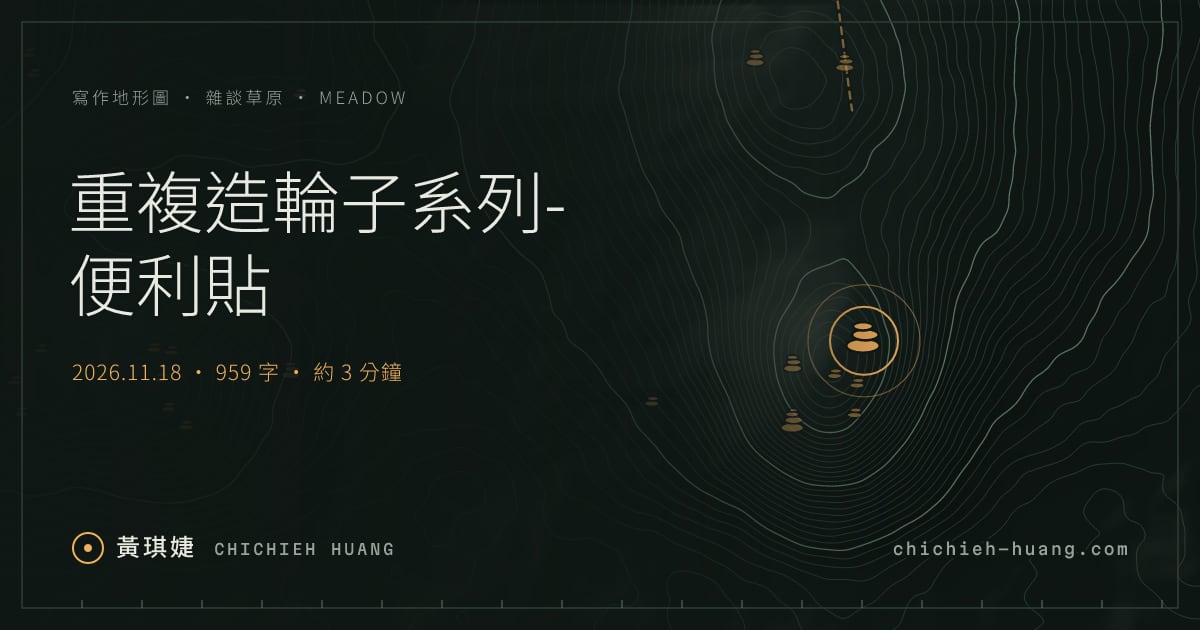 寫作地形圖 · 雜談草原 · MEADOW
重複造輪子系列-
便利貼
2026.11.18 · 959 字 · 約 3 分鐘
黃琪婕 CHICHIEH HUANG
chichieh-huang.com